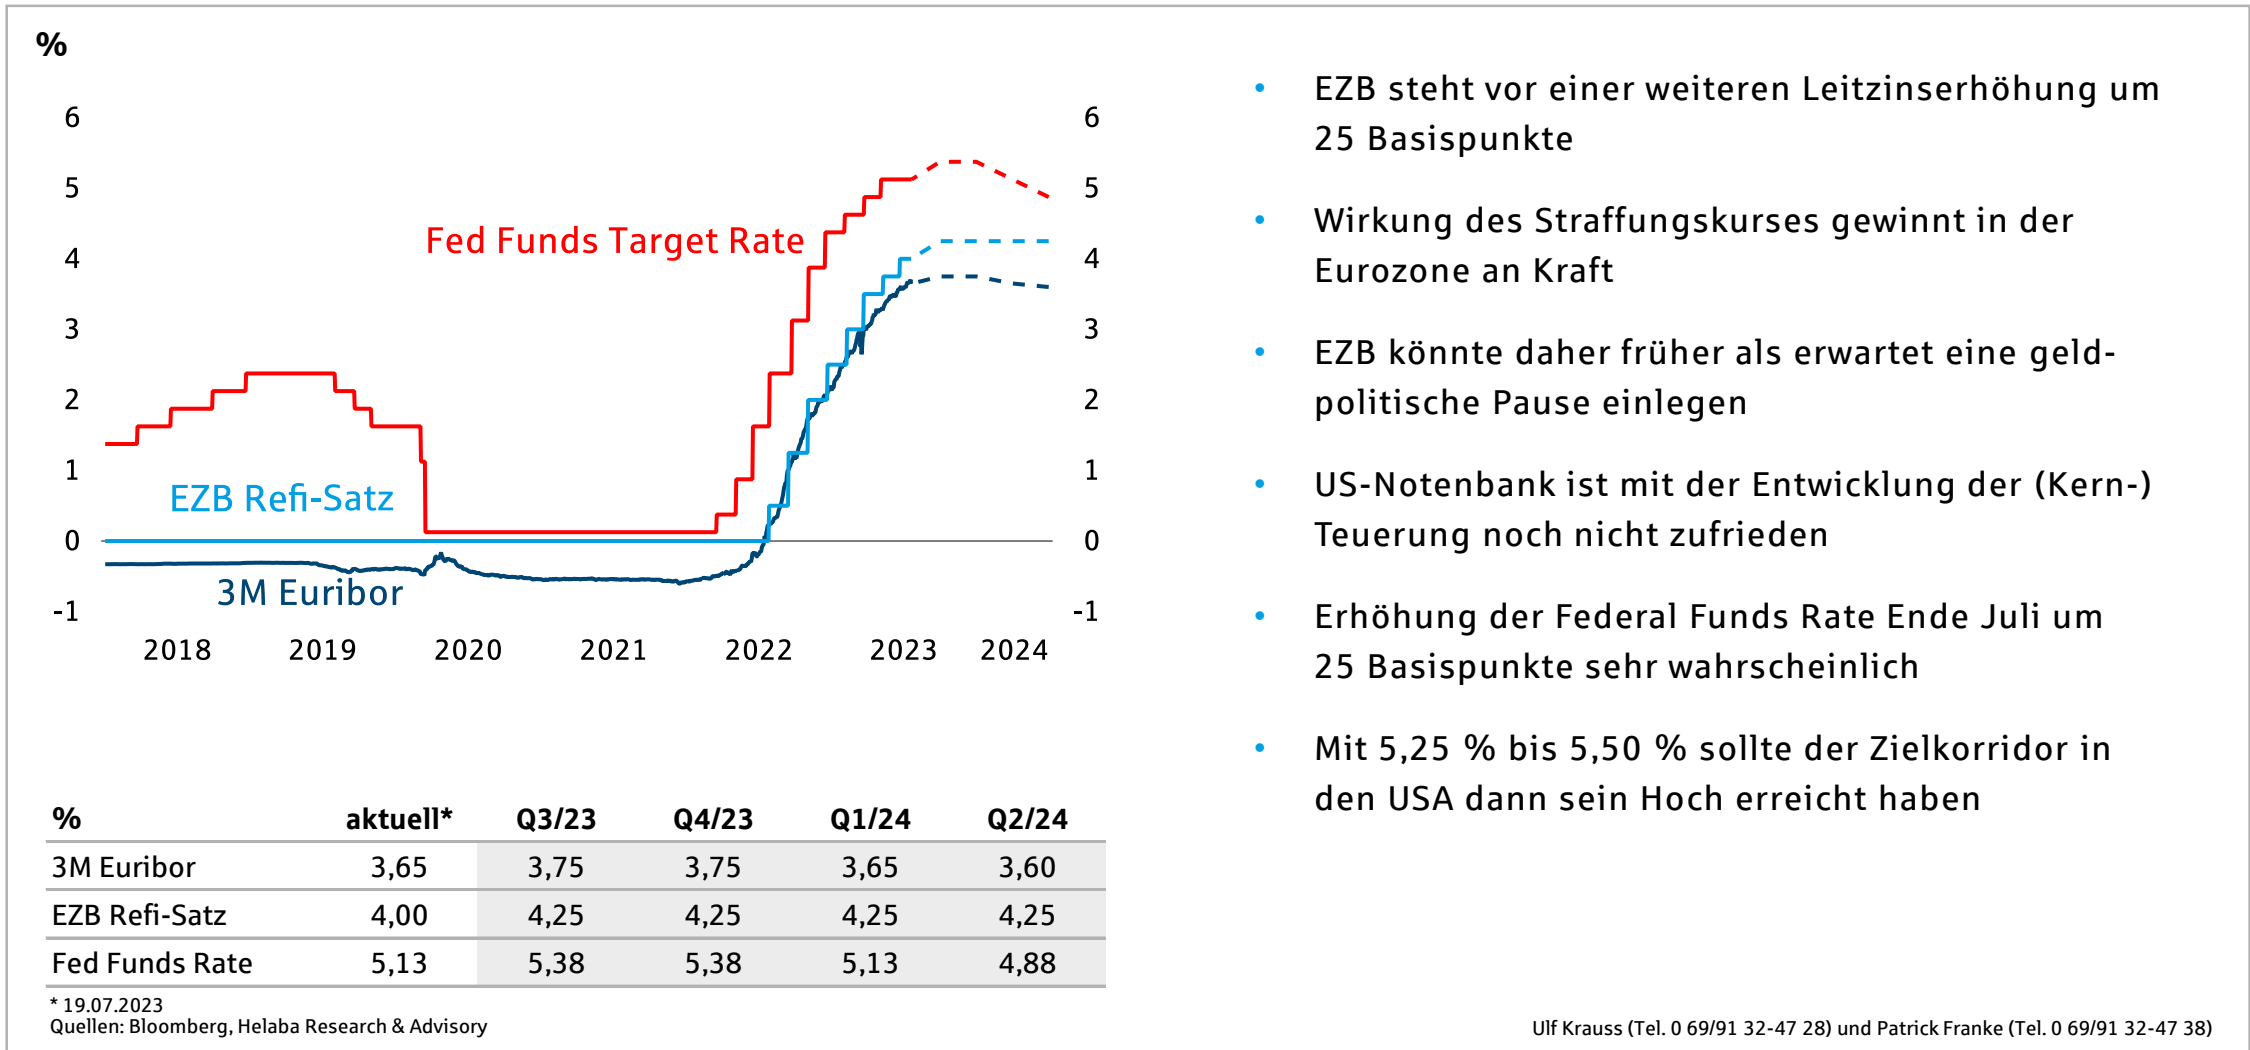 %
6
5
4
3
2
1
0
-1
6
5
4
3
2
1
0
-1
Fed Funds Target Rate
EZB Refi-Satz
3M Euribor
2018 2019 2020 2021 2022 2023 2024
% aktuell* Q3/23 Q4/23 Q1/24 Q2/24
3M Euribor 3,65 3,75 3,75 3,65 3,60
EZB Refi-Satz 4,00 4,25 4,25 4,25 4,25
Fed Funds Rate 5,13 5,38 5,38 5,13 4,88
* 19.07.2023
Quellen: Bloomberg, Helaba Research & Advisory
• EZB steht vor einer weiteren Leitzinserhöhung um
25 Basispunkte
• Wirkung des Straffungskurses gewinnt in der
Eurozone an Kraft
• EZB könnte daher früher als erwartet eine geld-
politische Pause einlegen
• US-Notenbank ist mit der Entwicklung der (Kern-)
Teuerung noch nicht zufrieden
• Erhöhung der Federal Funds Rate Ende Juli um
25 Basispunkte sehr wahrscheinlich
• Mit 5,25 % bis 5,50 % sollte der Zielkorridor in
den USA dann sein Hoch erreicht haben
Ulf Krauss (Tel. 0 69/91 32-47 28) und Patrick Franke (Tel. 0 69/91 32-47 38)